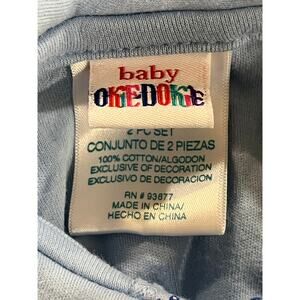 baby
OKIEDOKIE
2 PC SET
CONJUNTO DE 2 PIEZAS
100% COTTON/ALGODON
EXCLUSIVE OF DECORATION
EXCLUSIVO DE DECORACION
RN # 93677
MADE IN CHINA/
HECHO EN CHINA